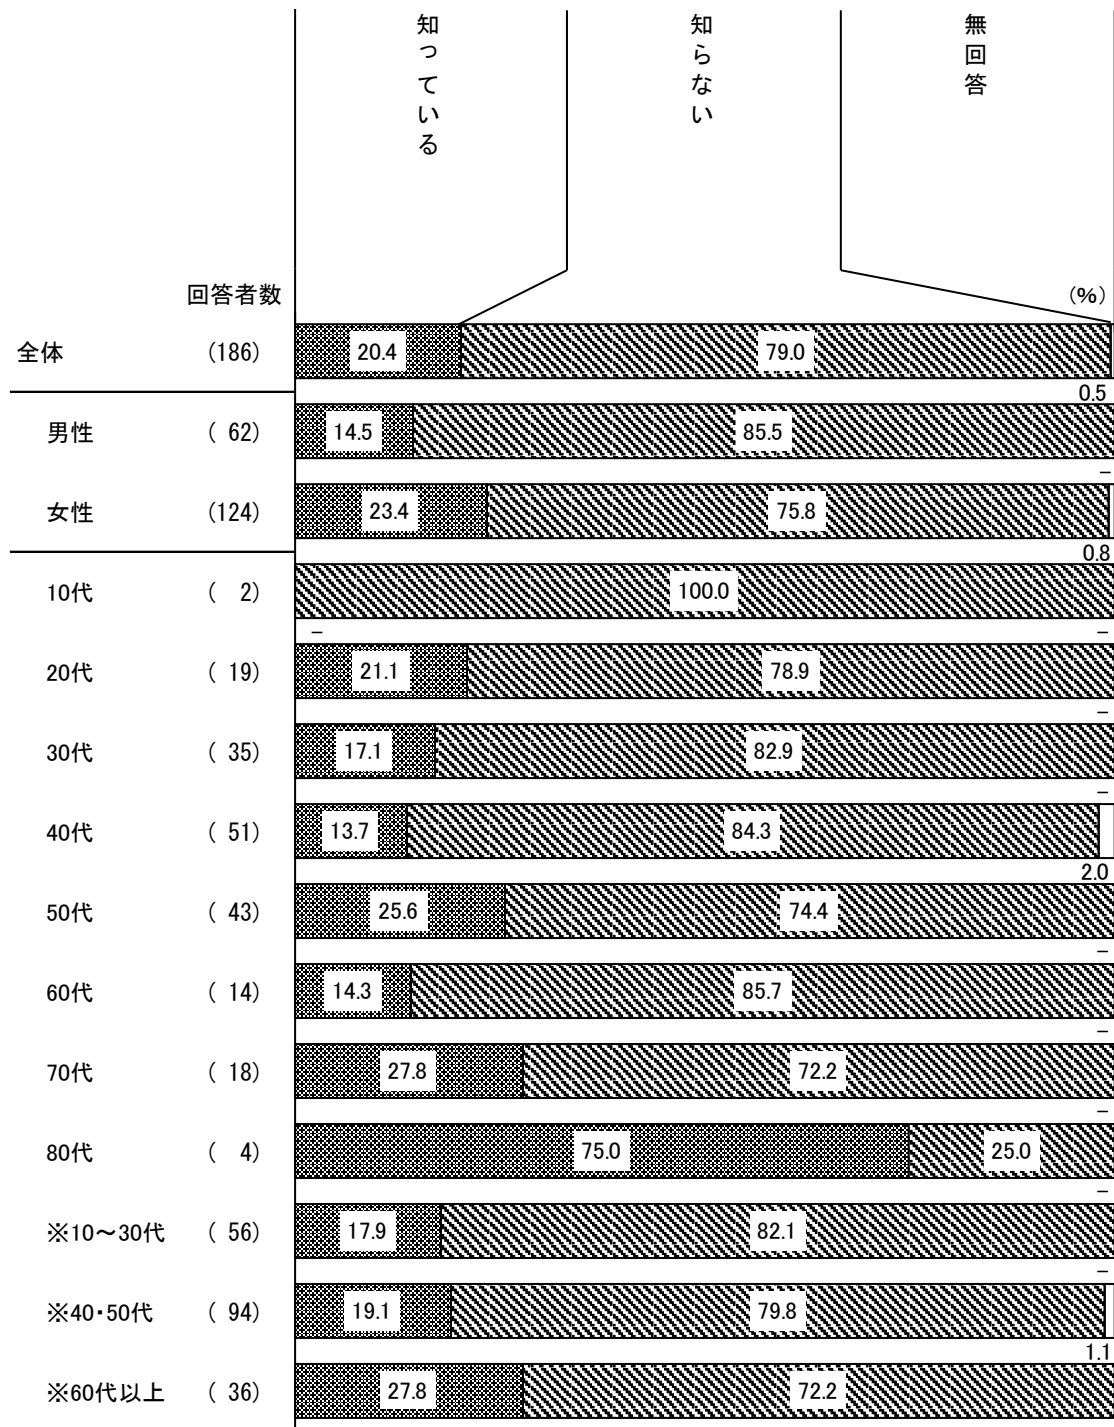 知っている
知らない
無回答
回答者数 (%)
全体 (186) 20.4 79.0
0.5
男性 ( 62) 14.5 85.5
−
女性 (124) 23.4 75.8
0.8
10代 ( 2) 100.0
− −
20代 ( 19) 21.1 78.9
−
30代 ( 35) 17.1 82.9
−
40代 ( 51) 13.7 84.3
2.0
50代 ( 43) 25.6 74.4
−
60代 ( 14) 14.3 85.7
−
70代 ( 18) 27.8 72.2
−
80代 ( 4) 75.0 25.0
−
※10～30代 ( 56) 17.9 82.1
−
※40・50代 ( 94) 19.1 79.8
1.1
※60代以上 ( 36) 27.8 72.2